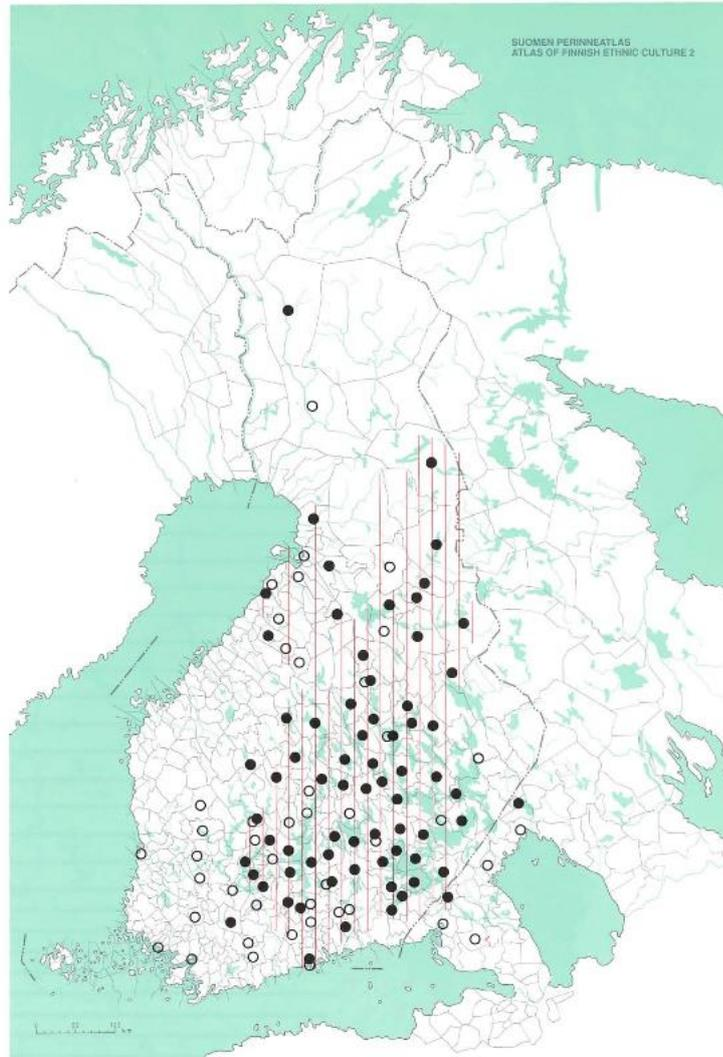 SUOMEN PERINNEATLAS
ATLAS OF FINNISH ETHNIC CULTURE 2